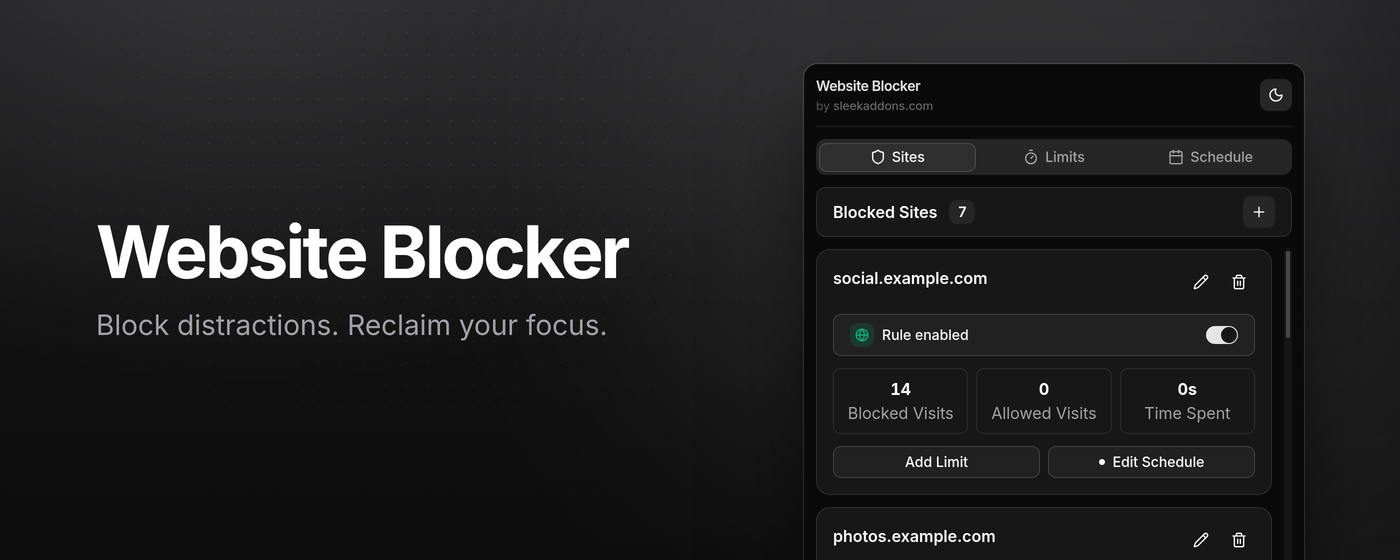 Website Blocker
Block distractions. Reclaim your focus.
Website Blocker
by sleekaddons.com
Sites
Limits
Schedule
Blocked Sites 7
social.example.com
Rule enabled
14
Blocked Visits
0
Allowed Visits
0s
Time Spent
Add Limit
Edit Schedule
photos.example.com